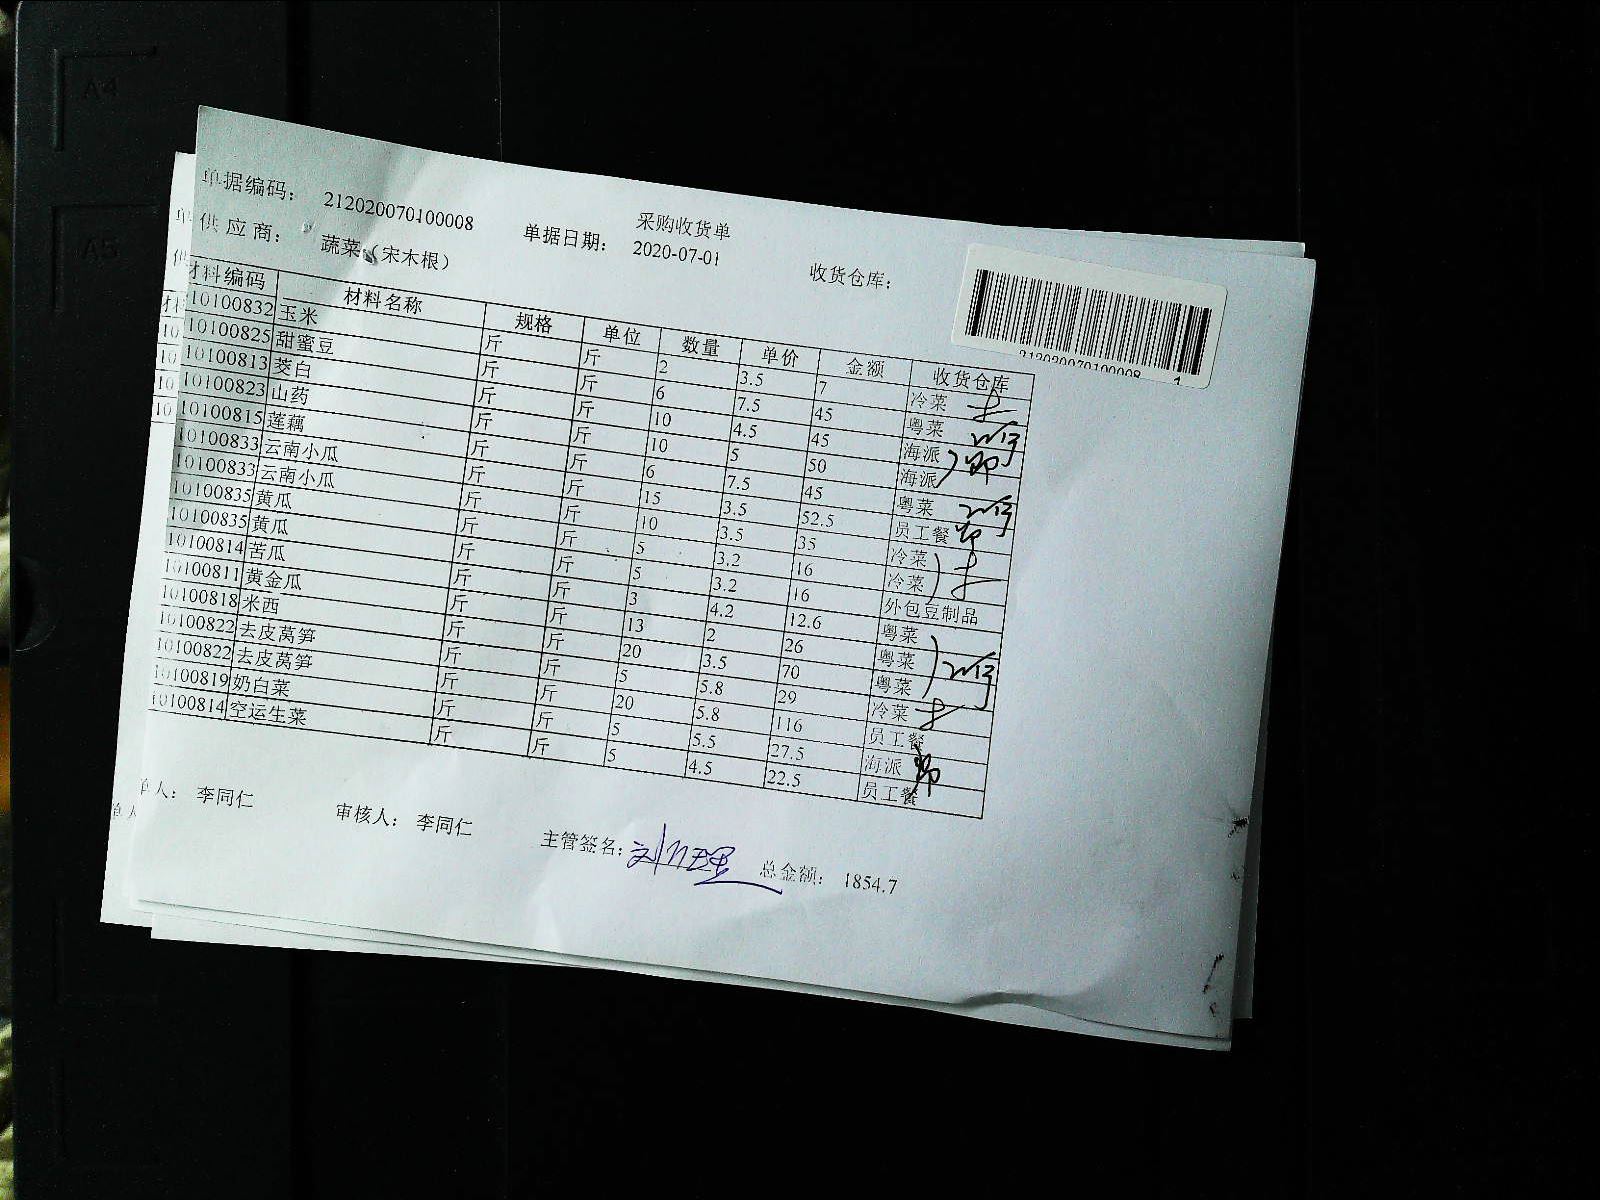 采购收货单
单据编码： 212020070100008 单据日期： 2020-07-01 收货仓库：
供应商： 蔬菜（宋木根）
212020070100008 1
材料编码 材料名称 规格 单位 数量 单价 金额 收货仓库
10100832 玉米 斤 斤 2 3.5 7 冷菜
10100825 甜蜜豆 斤 斤 6 7.5 45 粤菜
10100813 茭白 斤 斤 10 4.5 45 海派
10100823 山药 斤 斤 10 5 50 海派
10100815 莲藕 斤 斤 6 7.5 45 粤菜
10100833 云南小瓜 斤 斤 15 3.5 52.5 员工餐
10100833 云南小瓜 斤 斤 10 3.5 35 冷菜
10100835 黄瓜 斤 斤 5 3.2 16 冷菜
10100835 黄瓜 斤 斤 5 3.2 16 外包豆制品
10100814 苦瓜 斤 斤 3 4.2 12.6 粤菜
10100811 黄金瓜 斤 斤 13 2 26 粤菜
10100818 米西 斤 斤 20 3.5 70 粤菜
10100822 去皮莴笋 斤 斤 5 5.8 29 冷菜
10100822 去皮莴笋 斤 斤 20 5.8 116 员工餐
10100819 奶白菜 斤 斤 5 5.5 27.5 海派
10100814 空运生菜 斤 斤 5 4.5 22.5 员工餐
单人： 李同仁 审核人： 李同仁 主管签名： 总金额： 1854.7
A4
A5